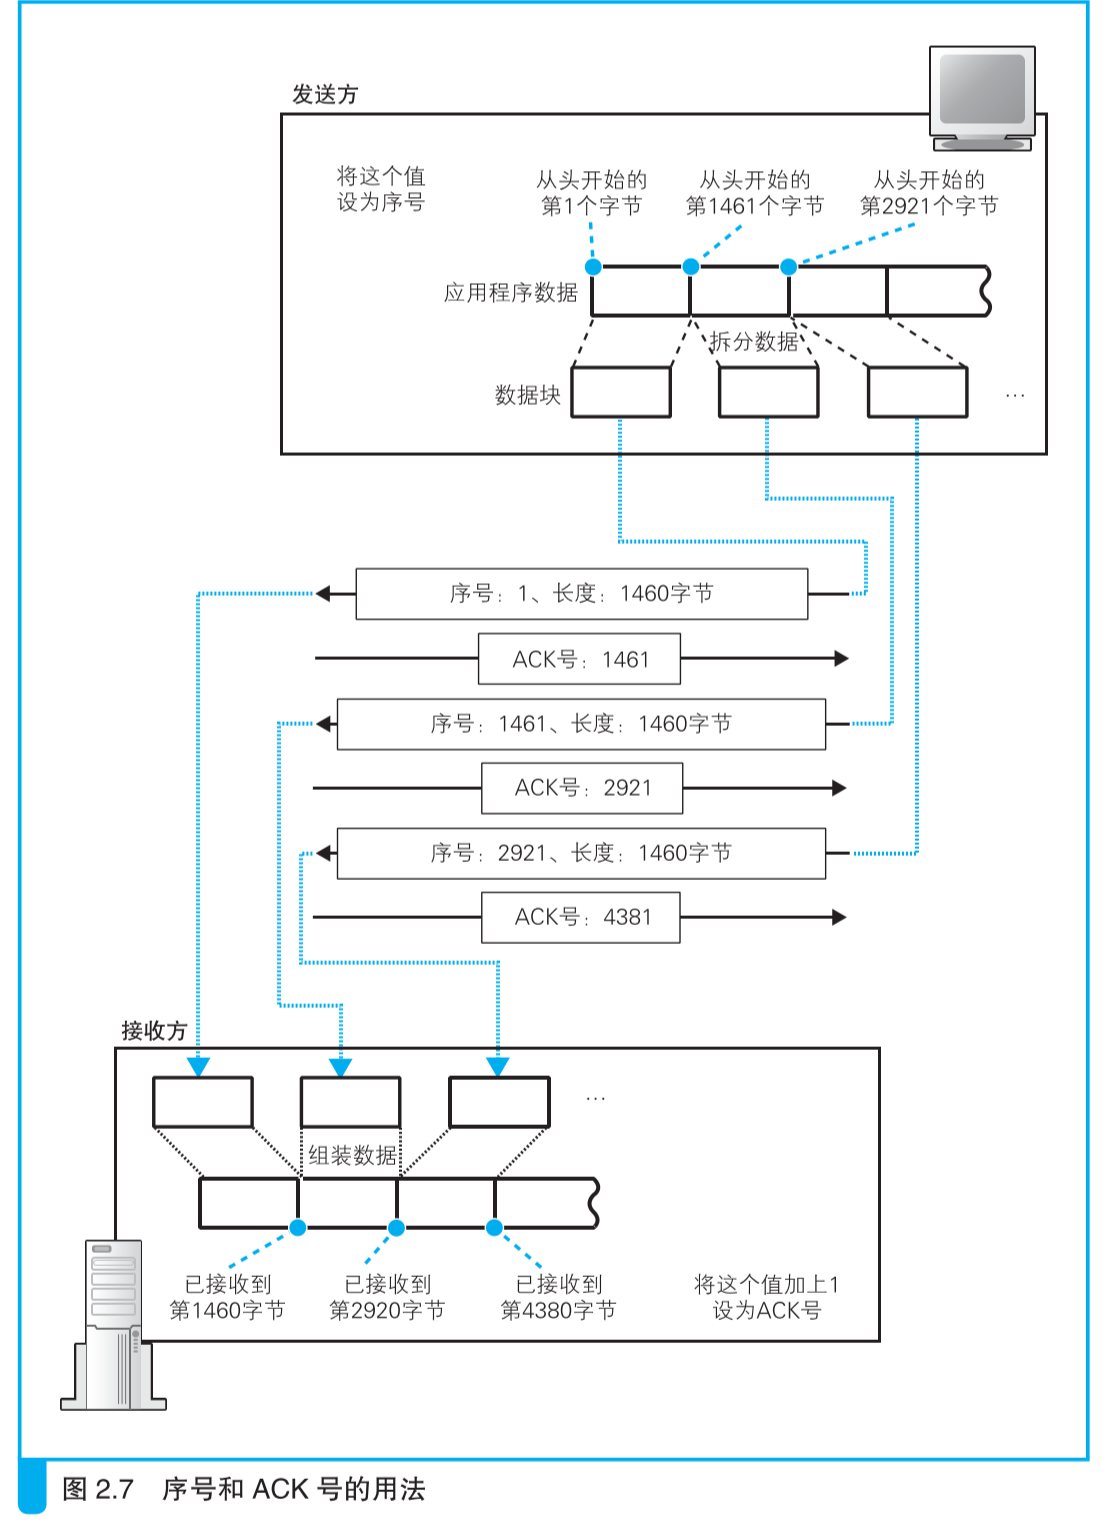 发送方
将这个值
设为序号
从头开始的
第1个字节
从头开始的
第1461个字节
从头开始的
第2921个字节
应用程序数据
拆分数据
数据块
…
序号：1、长度：1460字节
ACK号：1461
序号：1461、长度：1460字节
ACK号：2921
序号：2921、长度：1460字节
ACK号：4381
接收方
…
组装数据
已接收到
第1460字节
已接收到
第2920字节
已接收到
第4380字节
将这个值加上1
设为ACK号
图 2.7 序号和 ACK 号的用法